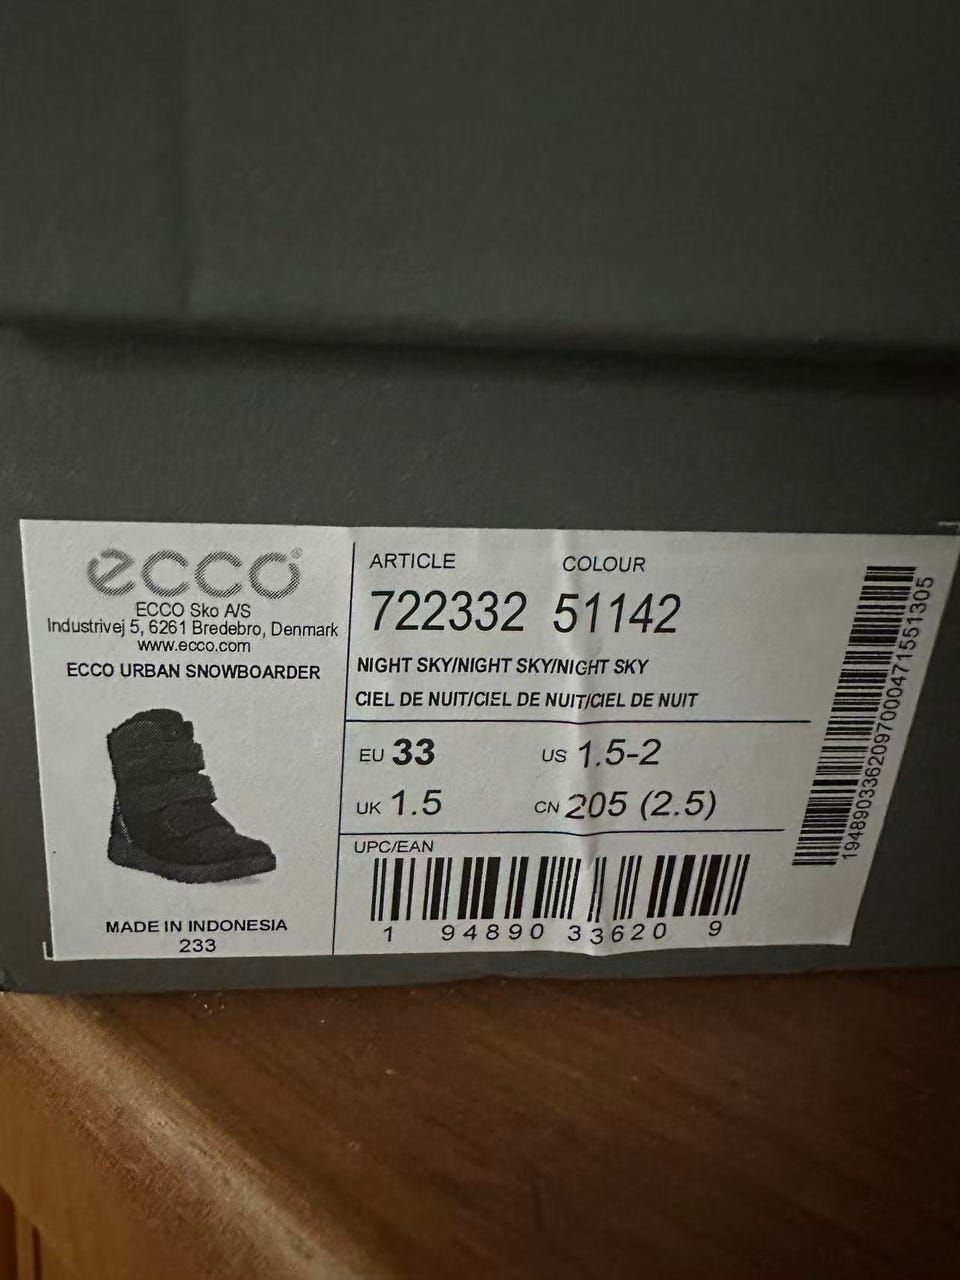 ecco®
ECCO Sko A/S
Industrivej 5, 6261 Bredebro, Denmark
www.ecco.com
ECCO URBAN SNOWBOARDER
MADE IN INDONESIA
233
ARTICLE COLOUR
722332 51142
NIGHT SKY/NIGHT SKY/NIGHT SKY
CIEL DE NUIT/CIEL DE NUIT/CIEL DE NUIT
EU 33 US 1.5-2
UK 1.5 CN 205 (2.5)
UPC/EAN
1 94890 33620 9
194890336209700047155 1305